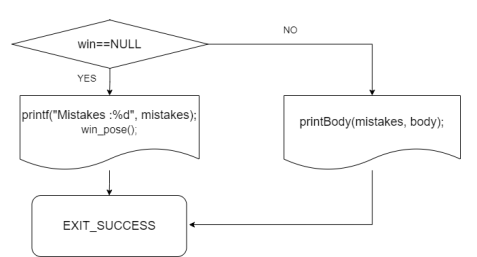 NO
win==NULL
YES
printf("Mistakes :%d", mistakes);
win_pose();
printBody(mistakes, body);
EXIT_SUCCESS